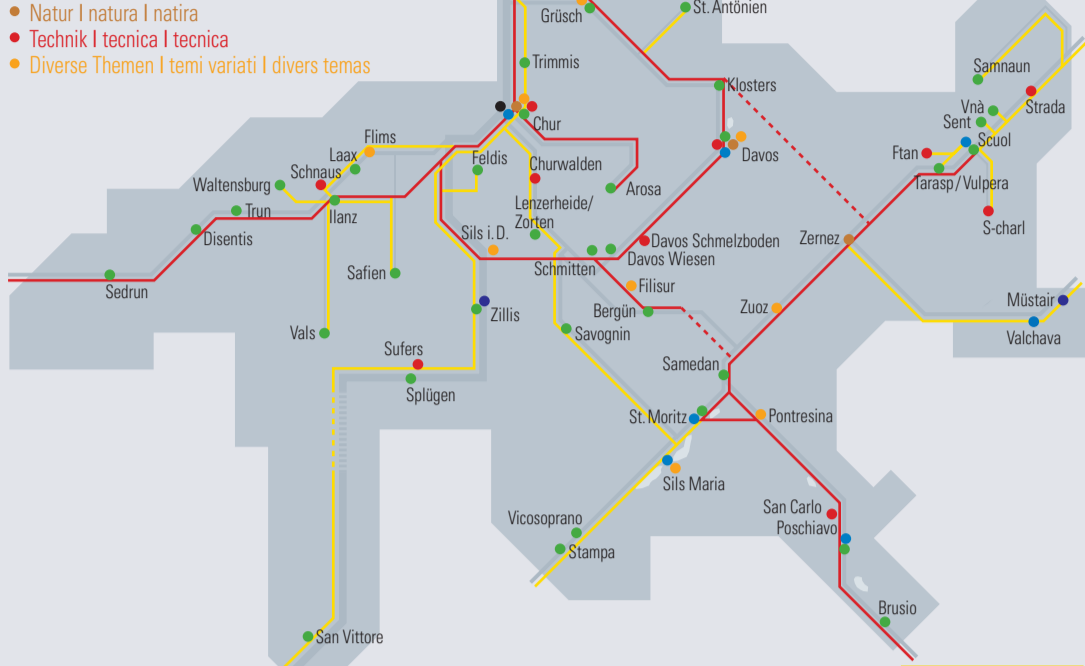 Natur I natura I natira
Technik I tecnica I tecnica
Diverse Themen I temi variati I divers temas
Grüsch
St. Antönien
Trimmis
Klosters
Samnaun
Chur
Strada
Vnà
Sent
Flims
Laax
Feldis
Churwalden
Davos
Scuol
Ftan
Schnaus
Waltensburg
Arosa
Tarasp/Vulpera
Trun
Ilanz
Lenzerheide/
Zorten
S-charl
Disentis
Sils i.D.
Davos Schmelzboden
Zernez
Davos Wiesen
Schmitten
Safien
Sedrun
Filisur
Müstair
Zillis
Bergün
Zuoz
Vals
Savognin
Valchava
Sufers
Samedan
Splügen
St. Moritz
Pontresina
Sils Maria
San Carlo
Vicosoprano
Poschiavo
Stampa
Brusio
San Vittore